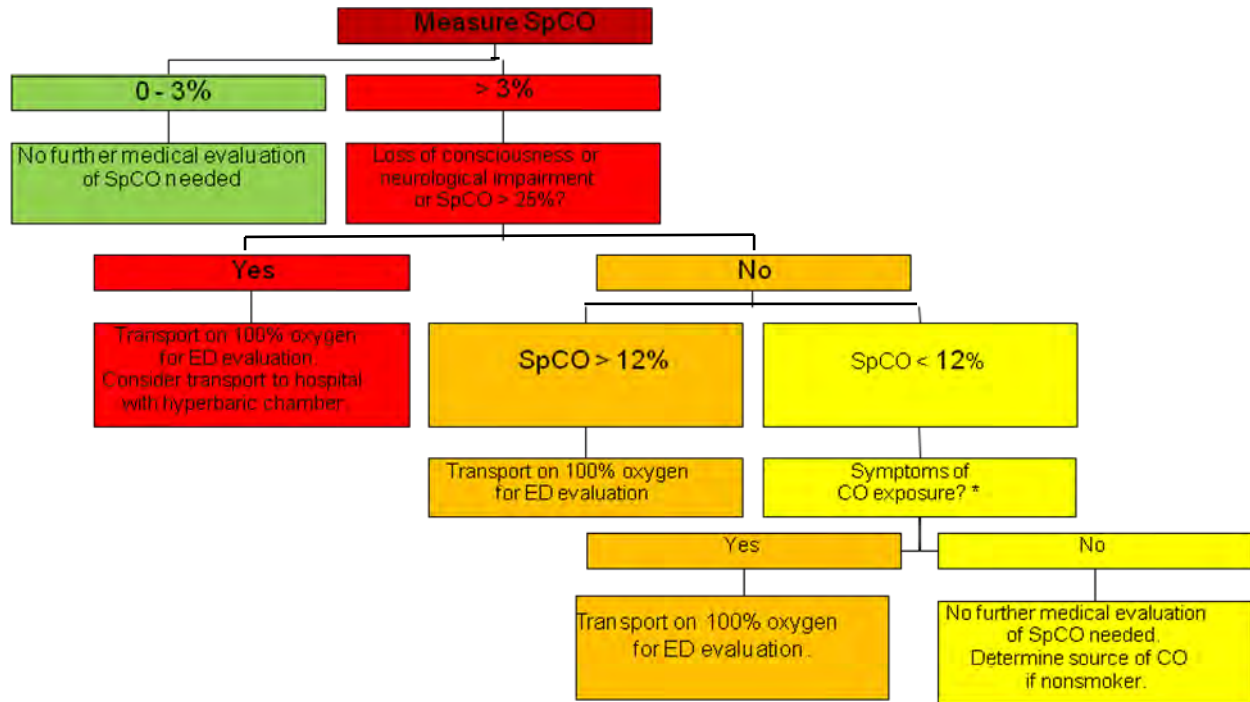 Measure SpCO
0 - 3%
> 3%
No further medical evaluation
of SpCO needed
Loss of consciousness or
neurological impairment
or SpCO > 25%?
Yes
No
Transport on 100% oxygen
for ED evaluation.
Consider transport to hospital
with hyperbaric chamber.
SpCO > 12%
SpCO < 12%
Transport on 100% oxygen
for ED evaluation
Symptoms of
CO exposure? *
Yes
No
Transport on 100% oxygen
for ED evaluation.
No further medical evaluation
of SpCO needed.
Determine source of CO
if nonsmoker.